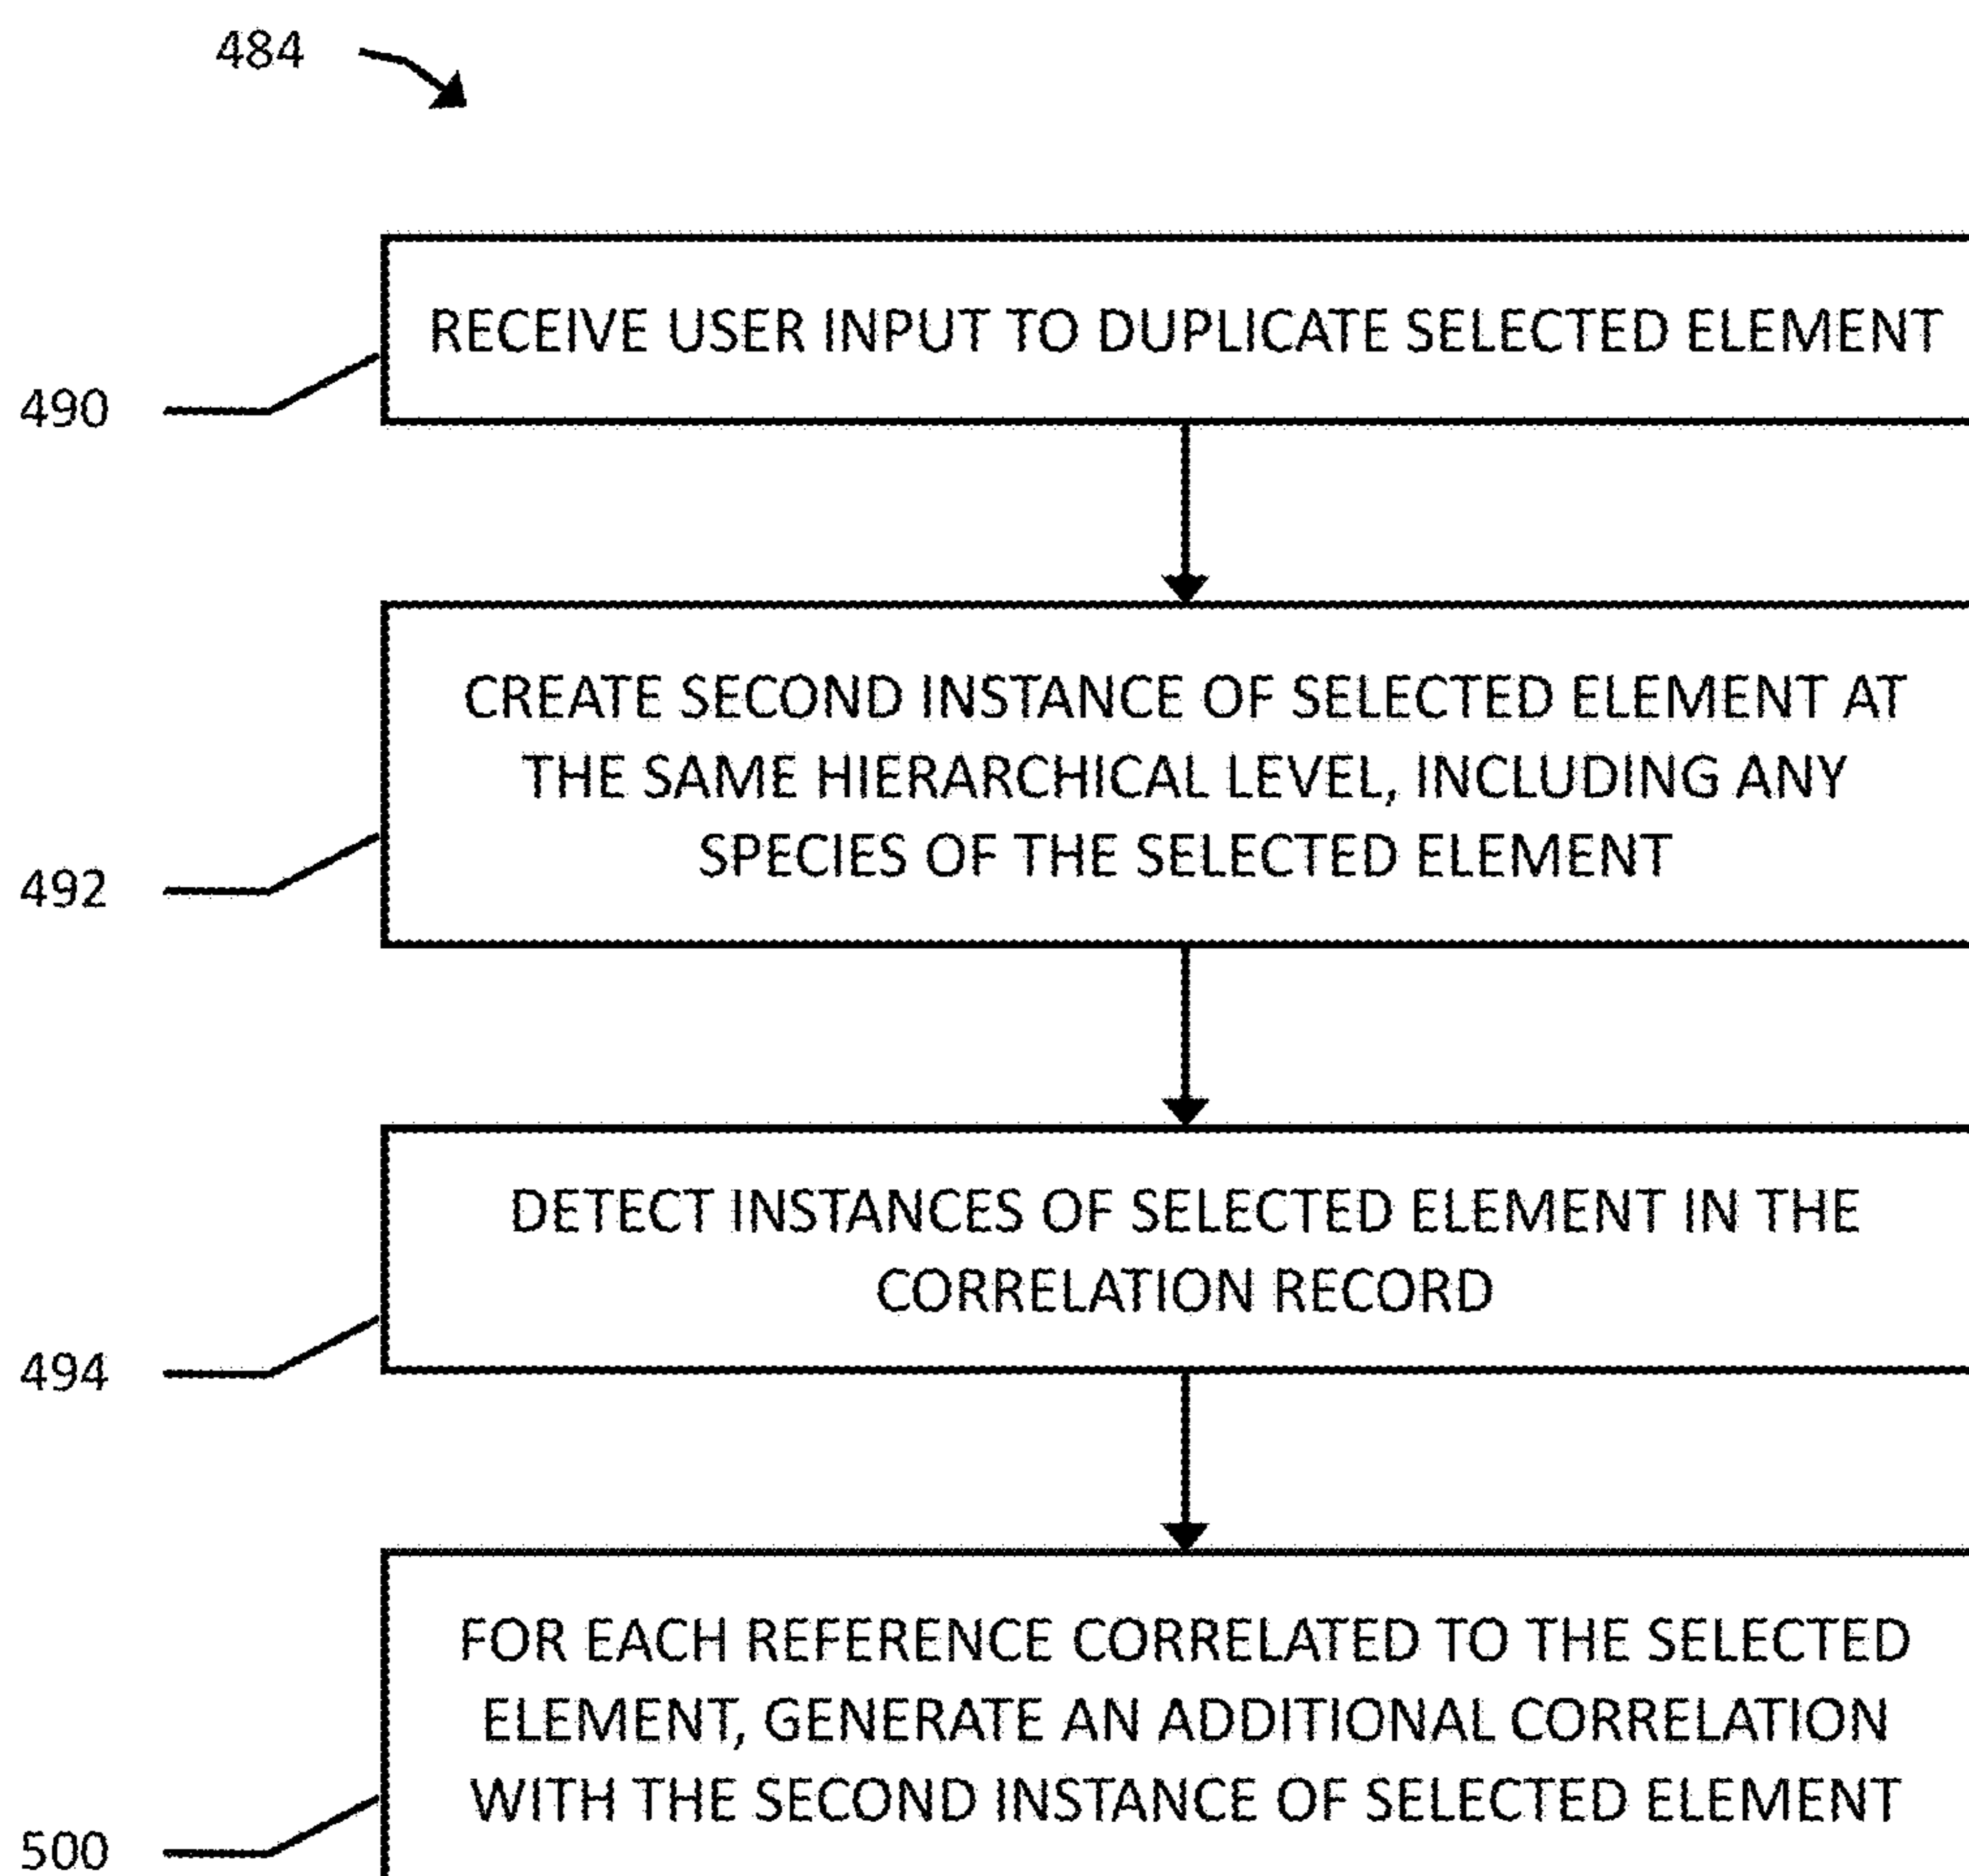 484
RECEIVE USER INPUT TO DUPLICATE SELECTED ELEMENT
490
CREATE SECOND INSTANCE OF SELECTED ELEMENT AT
THE SAME HIERARCHICAL LEVEL, INCLUDING ANY
SPECIES OF THE SELECTED ELEMENT
492
DETECT INSTANCES OF SELECTED ELEMENT IN THE
CORRELATION RECORD
494
FOR EACH REFERENCE CORRELATED TO THE SELECTED
ELEMENT, GENERATE AN ADDITIONAL CORRELATION
WITH THE SECOND INSTANCE OF SELECTED ELEMENT
500